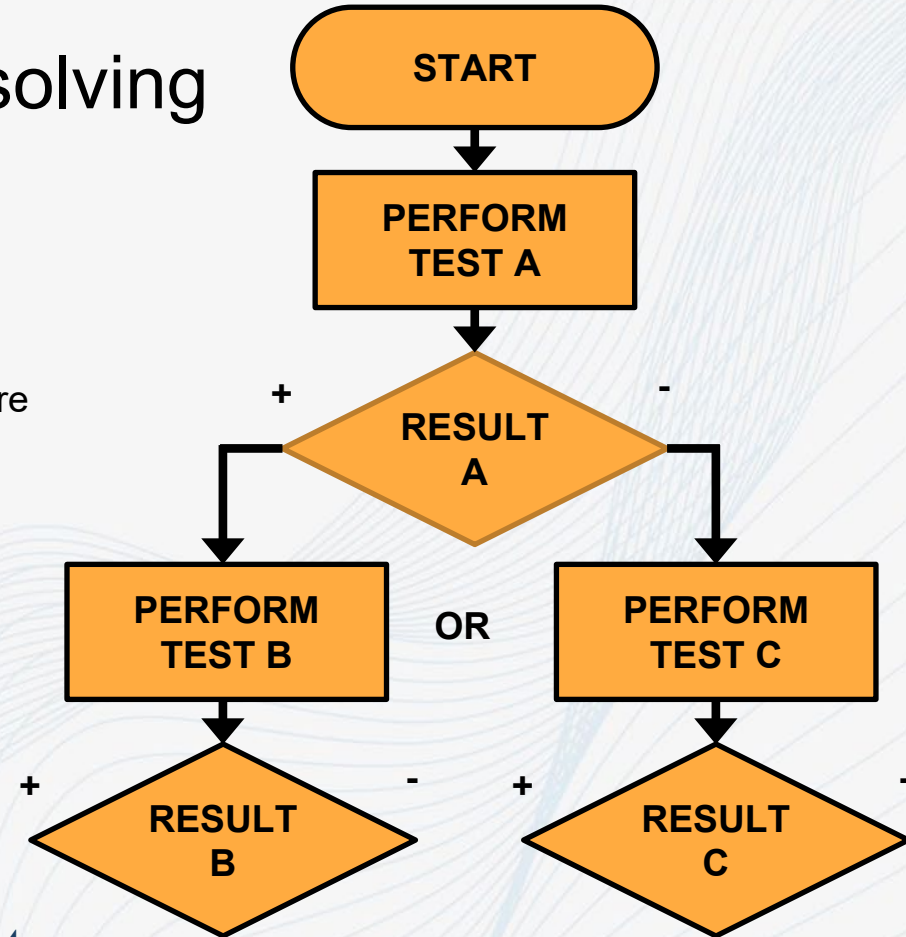 solving
START
PERFORM
TEST A
re
+
-
RESULT
A
PERFORM
TEST B
OR
PERFORM
TEST C
+
-
+
-
RESULT
B
RESULT
C